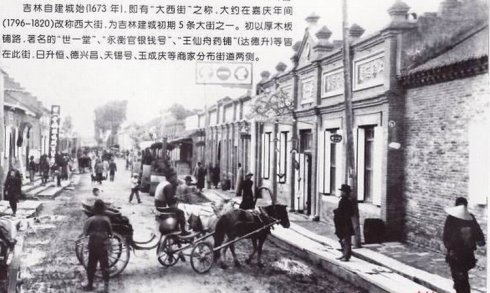 吉林自建城始(1673 年),即有“大西街”之称,大约在嘉庆年间
(1796–1820)改称西大街,为吉林建城初期 5 条大街之一。初以厚木板
铺路,著名的“世一堂”、“永衡官银钱号”、“王仙舟药铺”(达德升)等皆
在此街,日升恒、德兴昌、天锡号、玉成庆等商家分布街道两侧。